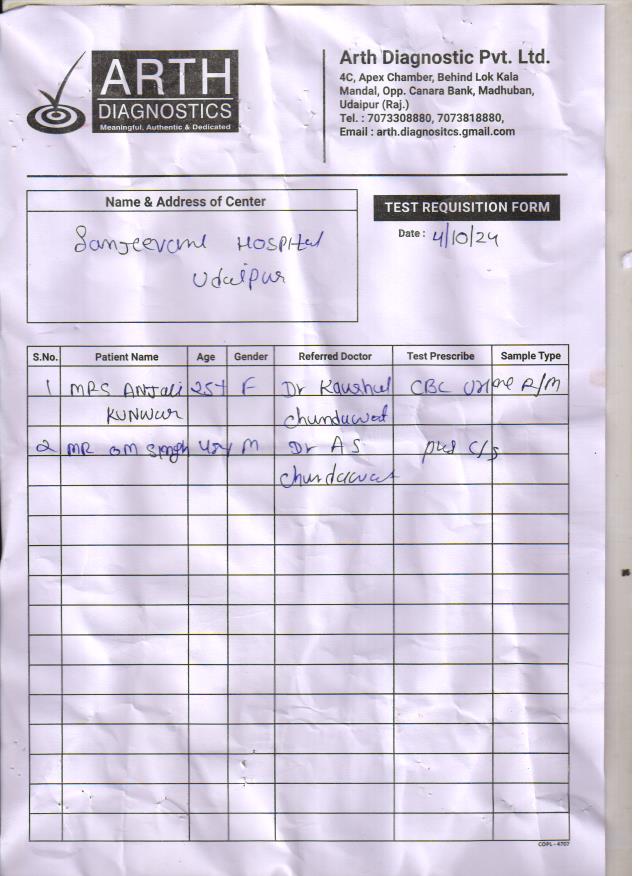 ARTH
DIAGNOSTICS
Meaningful, Authentic & Dedicated
Arth Diagnostic Pvt. Ltd.
4C, Apex Chamber, Behind Lok Kala
Mandal, Opp. Canara Bank, Madhuban,
Udaipur (Raj.)
Tel. : 7073308880, 7073818880,
Email : arth.diagnositcs.gmail.com
Name & Address of Center
TEST REQUISITION FORM
Date : 4/10/24
Sanjeevani HOSPital
Udaipur
S.No. Patient Name Age Gender Referred Doctor Test Prescribe Sample Type
1 MRS ANJali 25y F Dr Kaushal CBC urine R/M
KUNWar chundawat
2 MR OM Singh M Dr A S pus C/s
chundawat
COPL - 4707